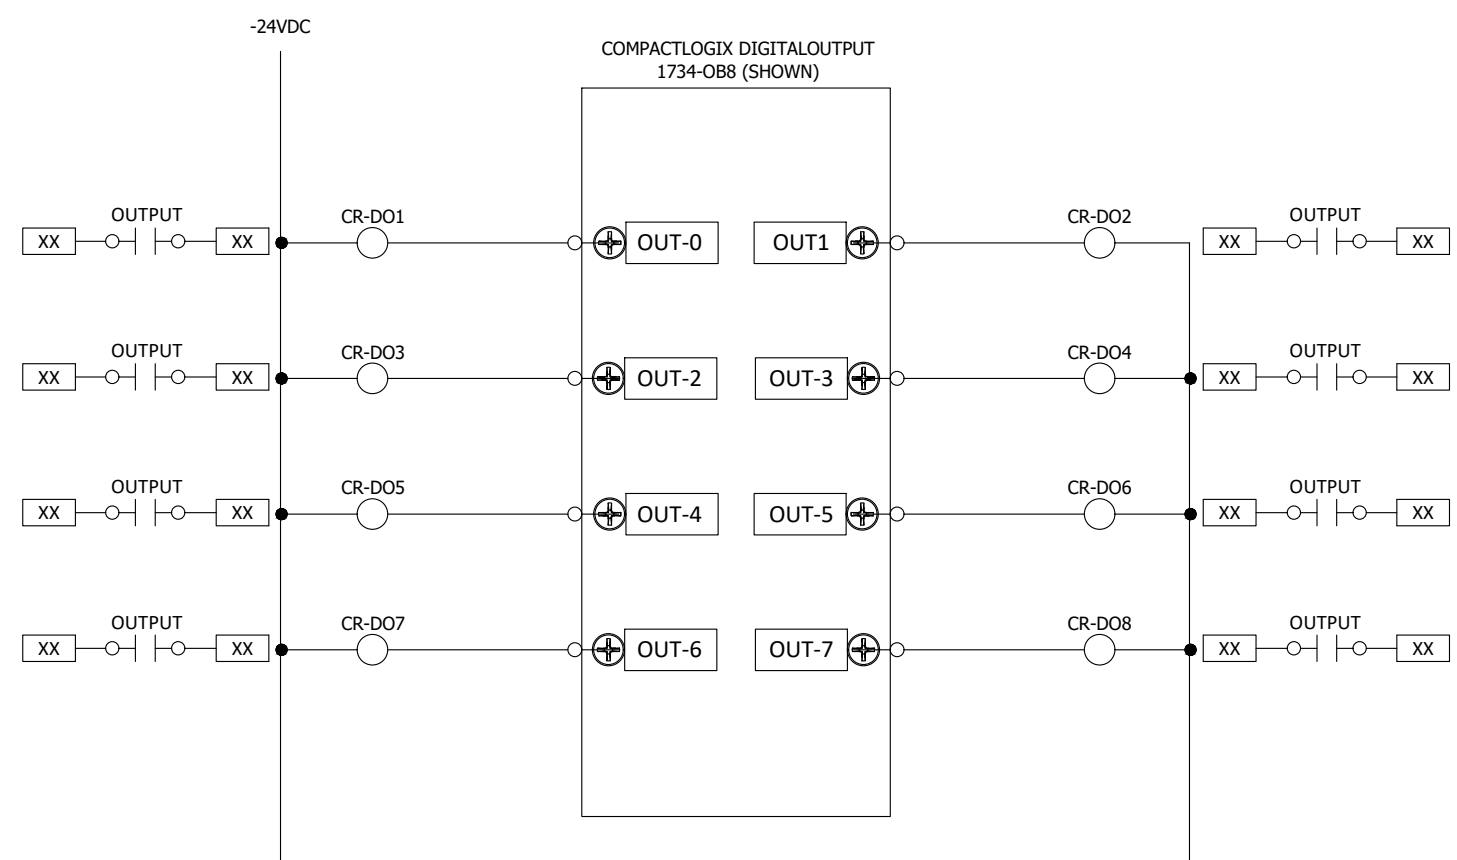 -24VDC
COMPACTLOGIX DIGITALOUTPUT
1734-OB8 (SHOWN)
OUTPUT CR-DO1 CR-DO2 OUTPUT
XX XX OUT-0 OUT1 XX XX
OUTPUT CR-DO3 CR-DO4 OUTPUT
XX XX OUT-2 OUT-3 XX XX
OUTPUT CR-DO5 CR-DO6 OUTPUT
XX XX OUT-4 OUT-5 XX XX
OUTPUT CR-DO7 CR-DO8 OUTPUT
XX XX OUT-6 OUT-7 XX XX